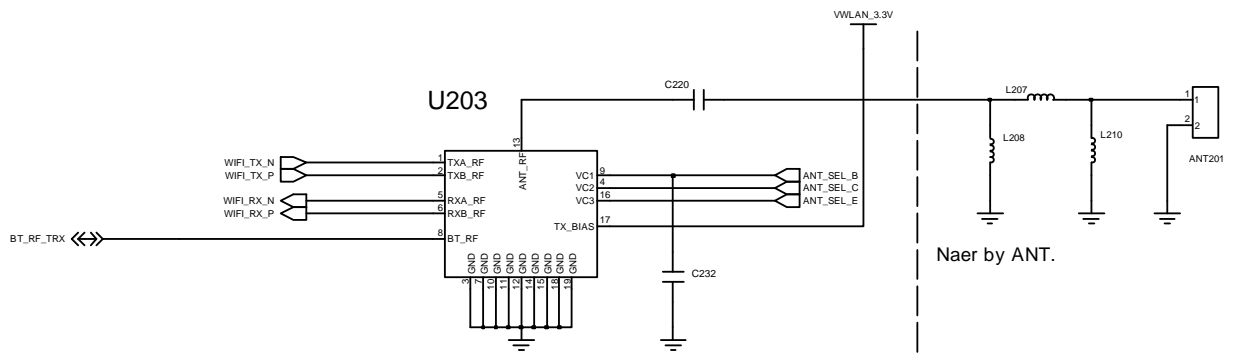 VWLAN_3.3V
C220
L207
U203
13
1
1
2
2
L208
L210
ANT201
WIFI_TX_N
1
TXA_RF
ANT_RF
VC1
9
ANT_SEL_B
WIFI_TX_P
2
TXB_RF
VC2
4
ANT_SEL_C
WIFI_RX_N
5
RXA_RF
VC3
16
ANT_SEL_E
WIFI_RX_P
6
RXB_RF
TX_BIAS
17
BT_RF_TRX
8
BT_RF
Naer by ANT.
GND
GND
GND
GND
GND
GND
GND
GND
GND
3
7
10
11
12
14
15
18
19
C232